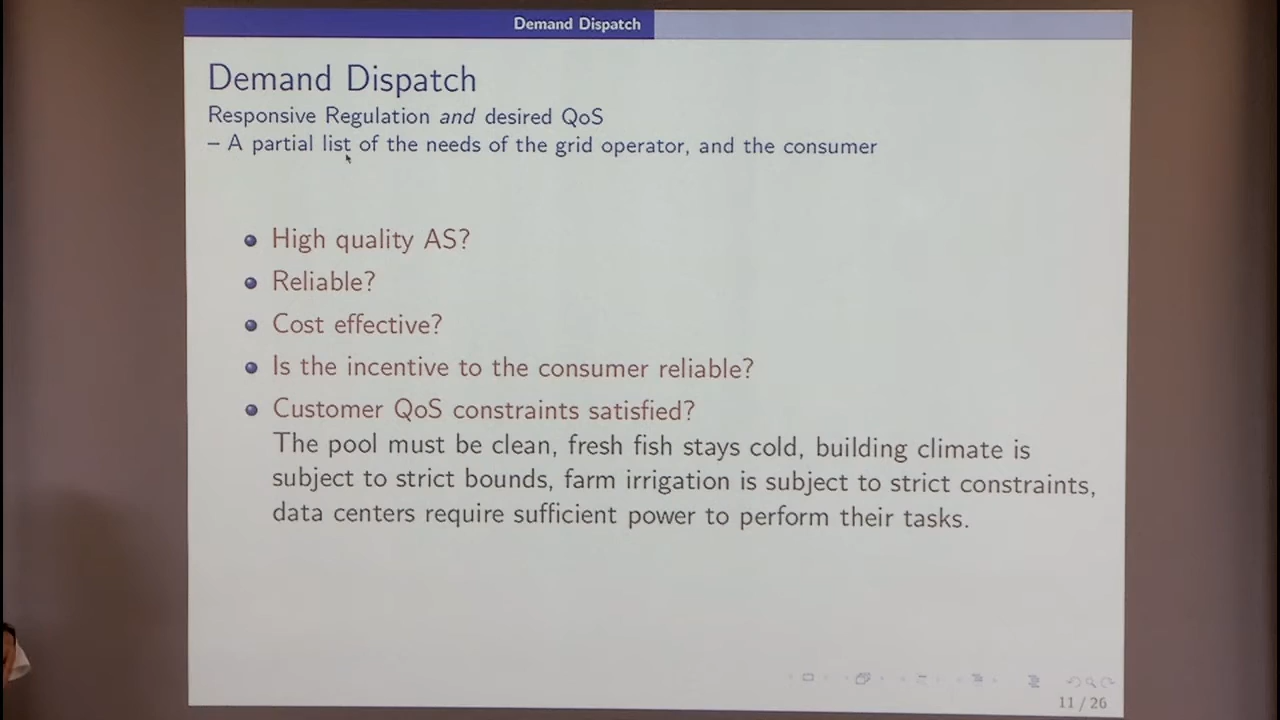 Demand Dispatch
Demand Dispatch
Responsive Regulation and desired QoS
– A partial list of the needs of the grid operator, and the consumer
High quality AS?
Reliable?
Cost effective?
Is the incentive to the consumer reliable?
Customer QoS constraints satisfied?
The pool must be clean, fresh fish stays cold, building climate is
subject to strict bounds, farm irrigation is subject to strict constraints,
data centers require sufficient power to perform their tasks.
11 / 26